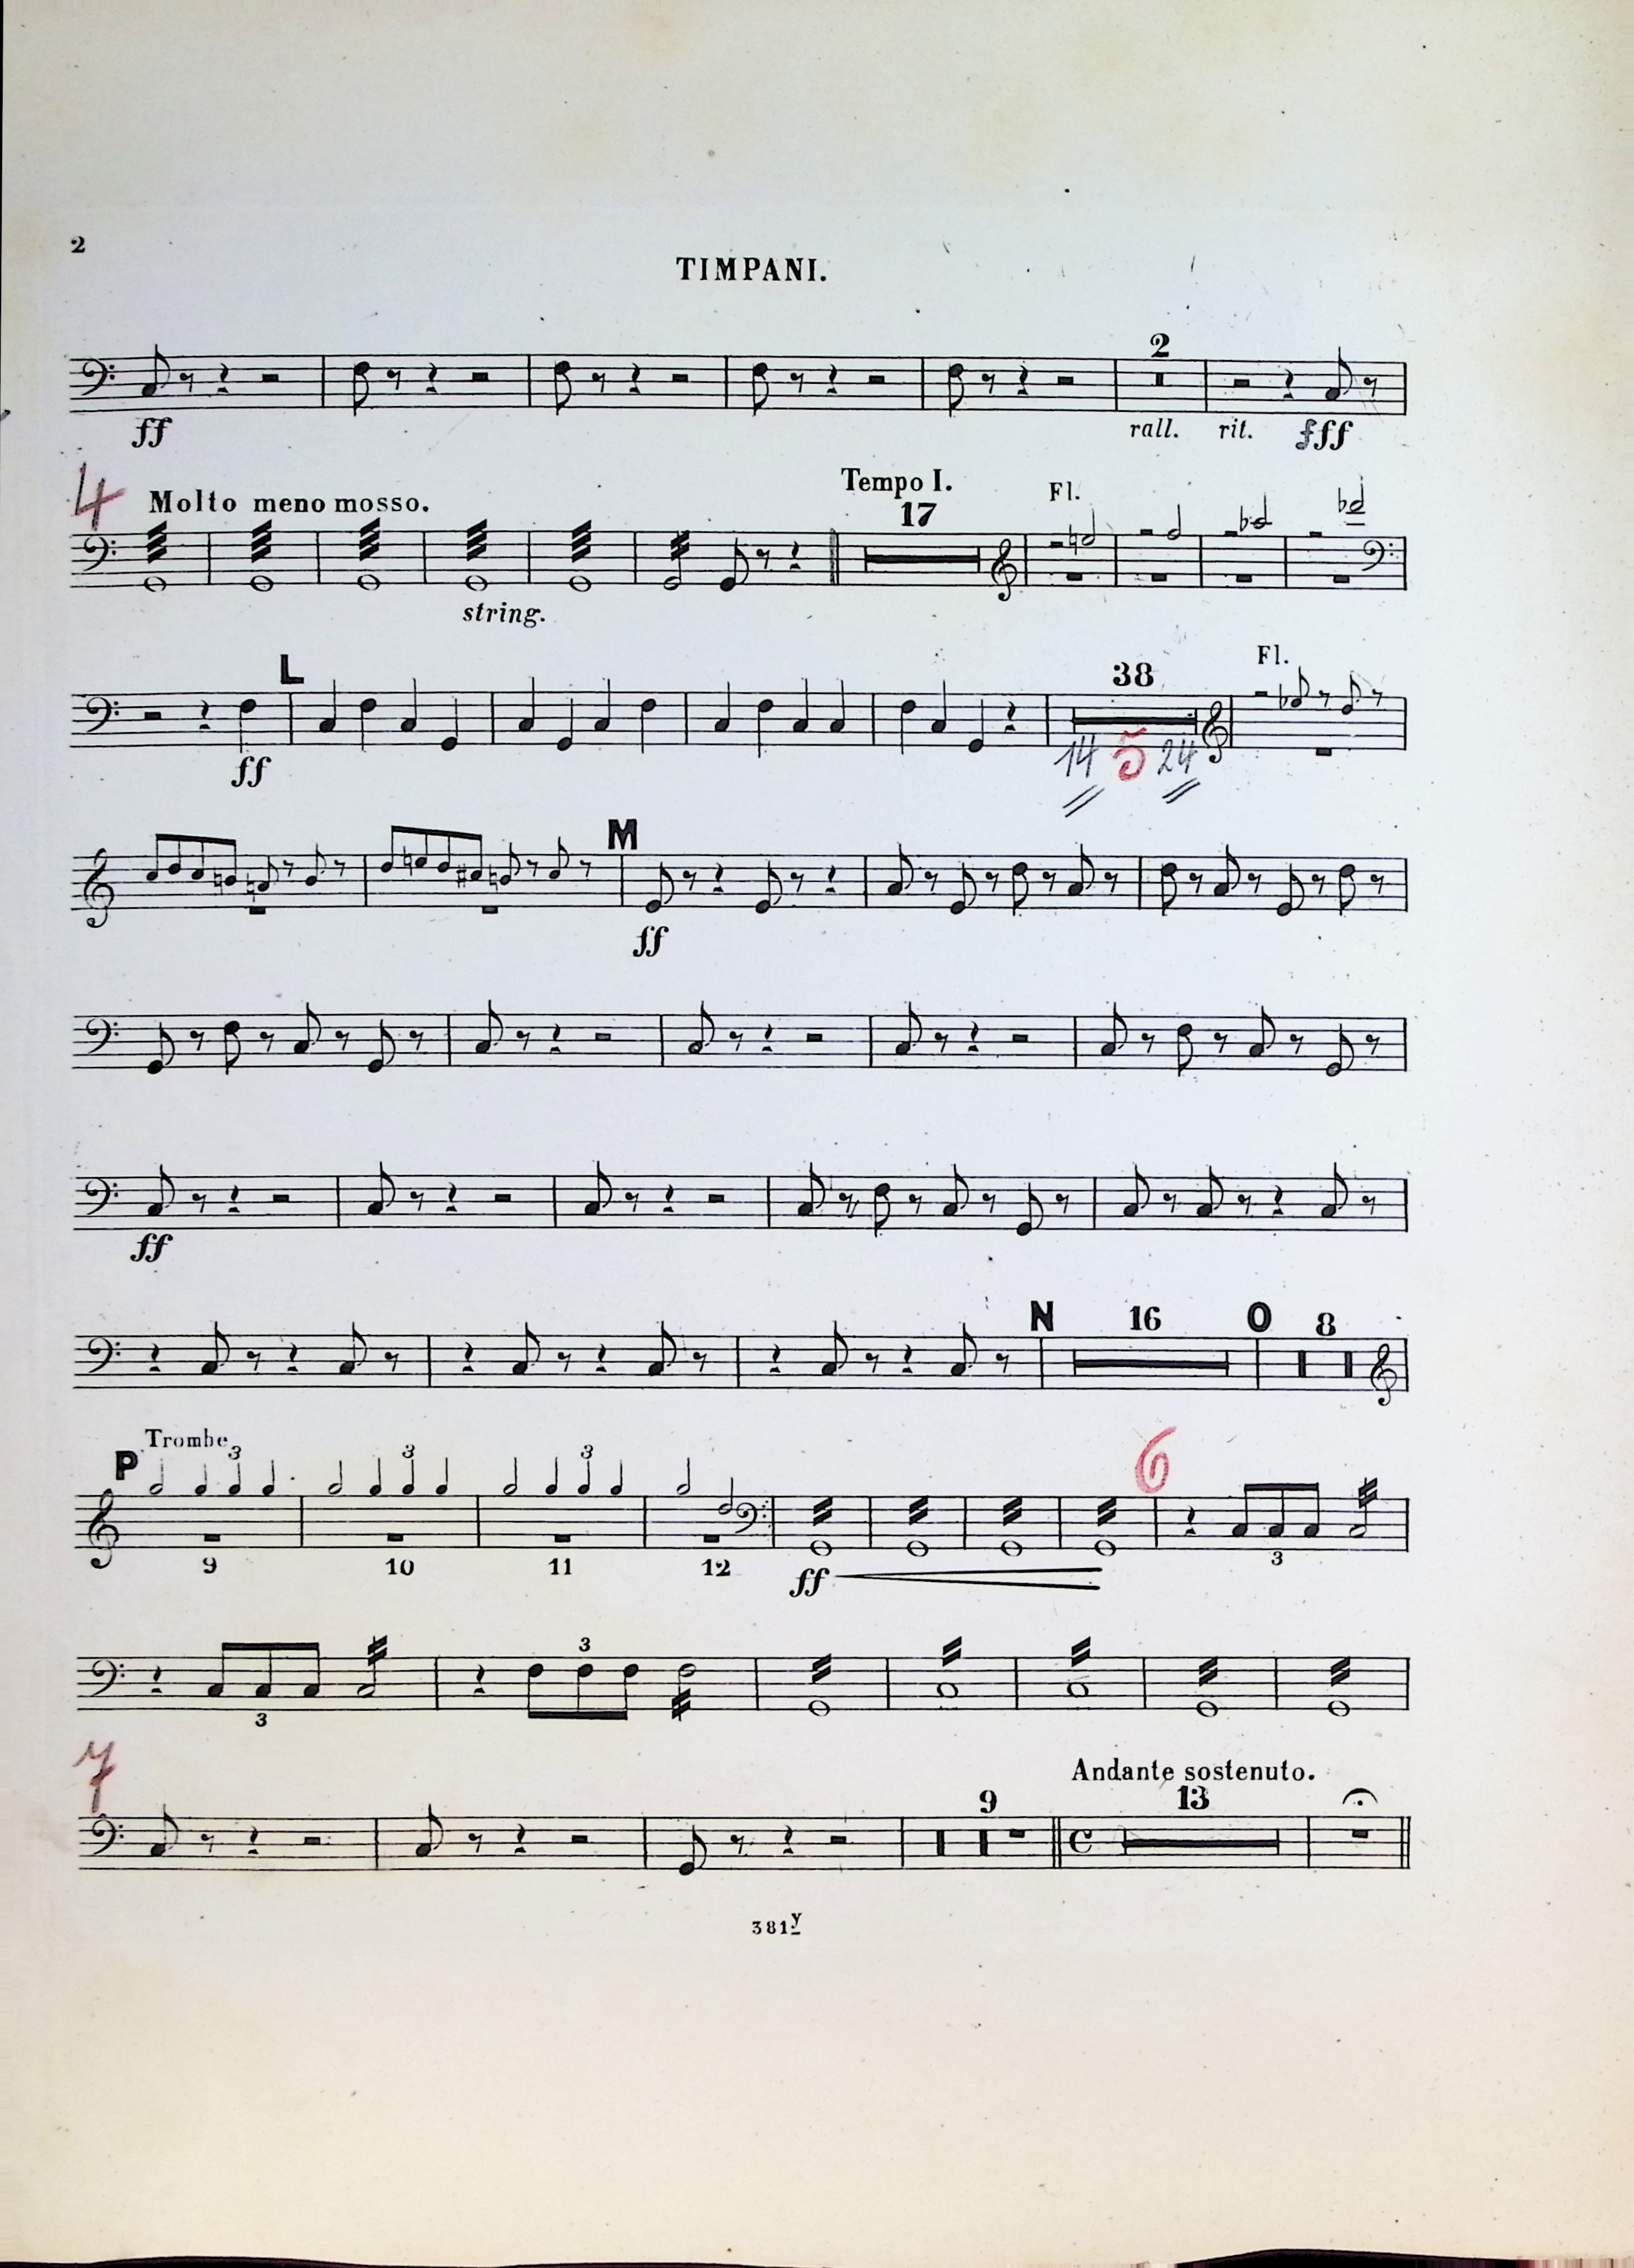 2
TIMPANI.
2
ff rall. rit. fff
4 Molto meno mosso. Tempo I. 17 Fl.
string.
L 38 Fl.
ff 14 5 24
M
ff
ff
N 16 O 8
P Trombe 3 3 3 6
9 10 11 12 ff 3
3
3
7 Andante sostenuto.
9 13
C
381 y